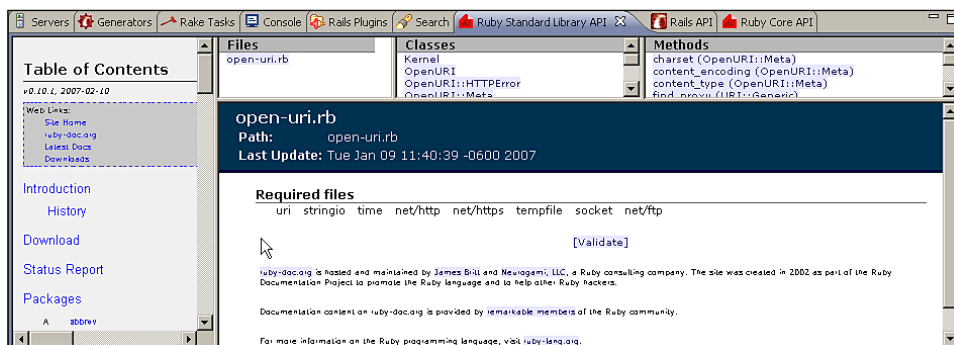 Servers Generators Rake Tasks Console Rails Plugins Search Ruby Standard Library API Rails API Ruby Core API
Table of Contents
v0.10.1, 2007-02-10
Web Links:
Site Home
ruby-doc.org
Latest Docs
Downloads
Introduction
History
Download
Status Report
Packages
A abbrev
Files
open-uri.rb
Classes
Kernel
OpenURI
OpenURI::HTTPError
OpenURI::Meta
Methods
charset (OpenURI::Meta)
content_encoding (OpenURI::Meta)
content_type (OpenURI::Meta)
find_proxy (URI::Generic)
open-uri.rb
Path: open-uri.rb
Last Update: Tue Jan 09 11:40:39 -0600 2007
Required files
uri stringio time net/http net/https tempfile socket net/ftp
[Validate]
ruby-doc.org is hosted and maintained by James Britt and Neurogami, LLC, a Ruby consulting company. The site was created in 2002 as part of the Ruby
Documentation Project to promote the Ruby language and to help other Ruby hackers.
Documentation content on ruby-doc.org is provided by remarkable members of the Ruby community.
For more information on the Ruby programming language, visit ruby-lang.org.